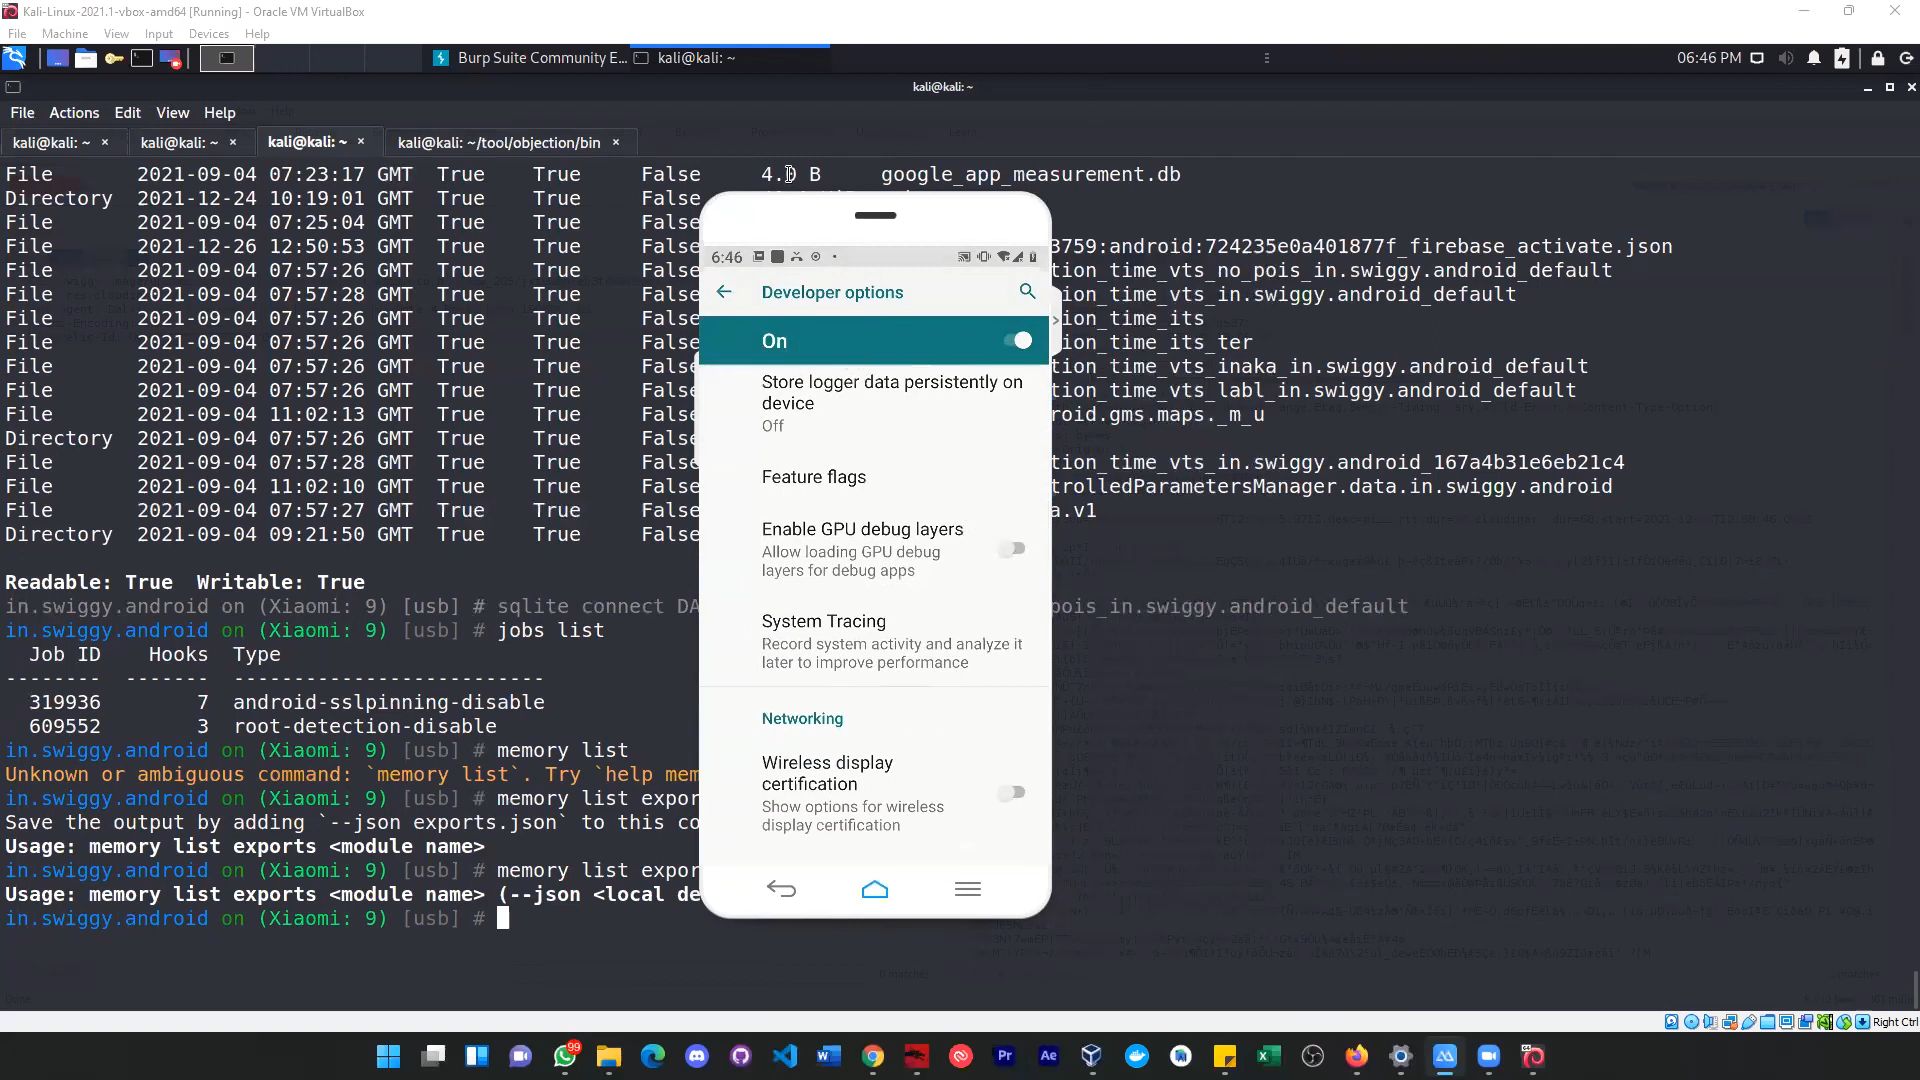 Kali-Linux-2021.1-vbox-amd64 [Running] - Oracle VM VirtualBox
File Machine View Input Devices Help
Burp Suite Community E... kali@kali: ~ 06:46 PM
kali@kali: ~
File Actions Edit View Help
kali@kali: ~ × kali@kali: ~ × kali@kali: ~ × kali@kali: ~/tool/objection/bin ×
File 2021-09-04 07:23:17 GMT True True False 4.0 B google_app_measurement.db
Directory 2021-12-24 10:19:01 GMT True True False
File 2021-09-04 07:25:04 GMT True True False
File 2021-12-26 12:50:53 GMT True True False 3759:android:724235e0a401877f_firebase_activate.json
File 2021-09-04 07:57:26 GMT True True False tion_time_vts_no_pois_in.swiggy.android_default
File 2021-09-04 07:57:28 GMT True True False tion_time_vts_in.swiggy.android_default
File 2021-09-04 07:57:26 GMT True True False ion_time_its
File 2021-09-04 07:57:26 GMT True True False tion_time_its_ter
File 2021-09-04 07:57:26 GMT True True False tion_time_vts_inaka_in.swiggy.android_default
File 2021-09-04 07:57:26 GMT True True False tion_time_vts_labl_in.swiggy.android_default
File 2021-09-04 11:02:13 GMT True True False roid.gms.maps._m_u
Directory 2021-09-04 07:57:26 GMT True True False
File 2021-09-04 07:57:28 GMT True True False tion_time_vts_in.swiggy.android_167a4b31e6eb21c4
File 2021-09-04 11:02:10 GMT True True False trolledParametersManager.data.in.swiggy.android
File 2021-09-04 07:57:27 GMT True True False a.v1
Directory 2021-09-04 09:21:50 GMT True True False
Readable: True Writable: True
in.swiggy.android on (Xiaomi: 9) [usb] # sqlite connect DA pois_in.swiggy.android_default
in.swiggy.android on (Xiaomi: 9) [usb] # jobs list
Job ID Hooks Type
-------- ------- --------------------------
319936 7 android-sslpinning-disable
609552 3 root-detection-disable
in.swiggy.android on (Xiaomi: 9) [usb] # memory list
Unknown or ambiguous command: `memory list`. Try `help mem
in.swiggy.android on (Xiaomi: 9) [usb] # memory list expor
Save the output by adding `--json exports.json` to this co
Usage: memory list exports <module name>
in.swiggy.android on (Xiaomi: 9) [usb] # memory list expor
Usage: memory list exports <module name> (--json <local de
in.swiggy.android on (Xiaomi: 9) [usb] #
6:46
Developer options
On
Store logger data persistently on
device
Off
Feature flags
Enable GPU debug layers
Allow loading GPU debug
layers for debug apps
System Tracing
Record system activity and analyze it
later to improve performance
Networking
Wireless display
certification
Show options for wireless
display certification
0 matches
Done
Right Ctrl
99
Pr Ae